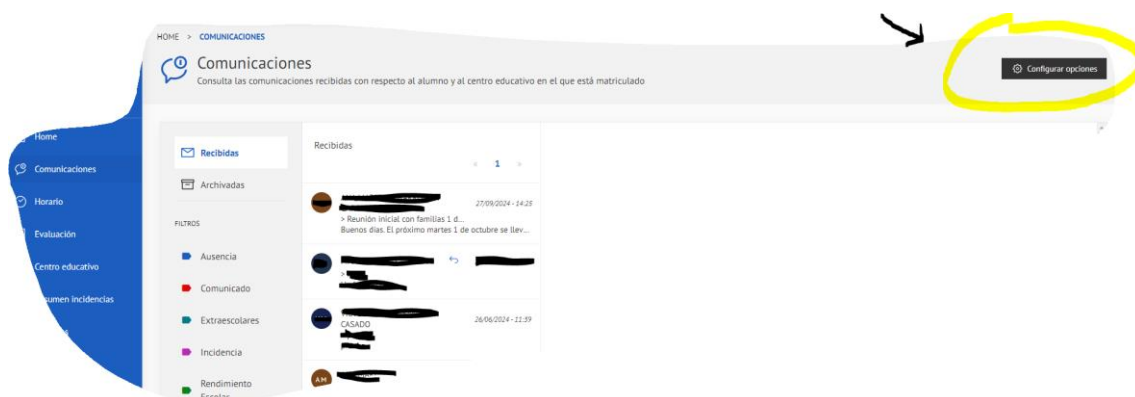 HOME > COMUNICACIONES
Comunicaciones
Consulta las comunicaciones recibidas con respecto al alumno y al centro educativo en el que está matriculado
Configurar opciones
Home
Comunicaciones
Horario
Evaluación
Centro educativo
incidencias
Recibidas
Archivadas
FILTROS
Ausencia
Comunicado
Extraescolares
Incidencia
Rendimiento
Escolar
Recibidas
< 1 >
27/09/2024 - 14:25
> Reunión inicial con familias 1 d...
Buenos días. El próximo martes 1 de octubre se llev...
>
26/06/2024 - 11:59
CASADO
AM